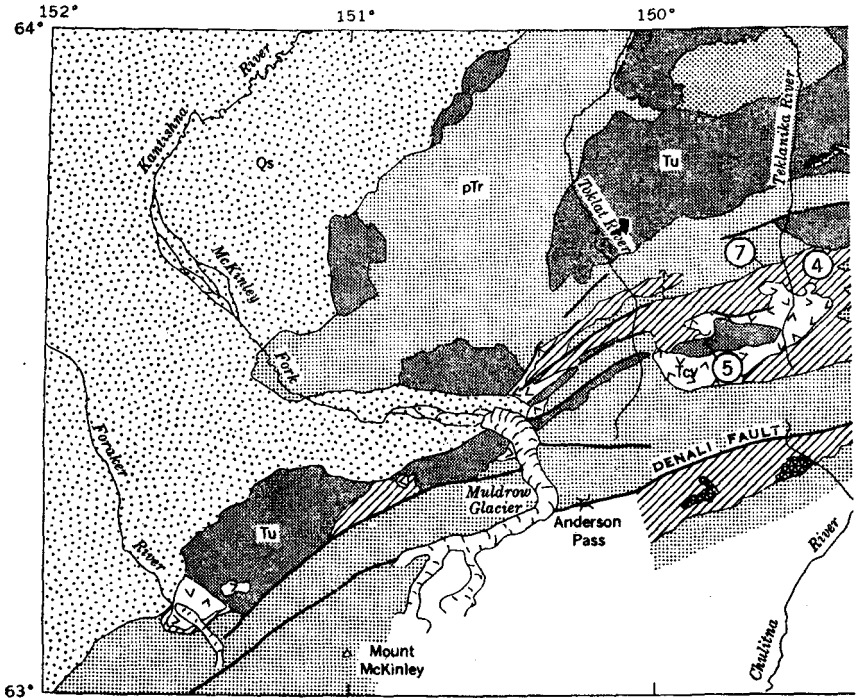 152°
151°
150°
64°
River
Kantishna
Qs
pTr
Tu
Teklanika River
Toklat River
7
4
McKinley
Fork
Tcv
5
Foraker
DENALI FAULT
Muldrow
Glacier
Anderson
Pass
Tu
River
River
Chulitna
Mount
McKinley
63°